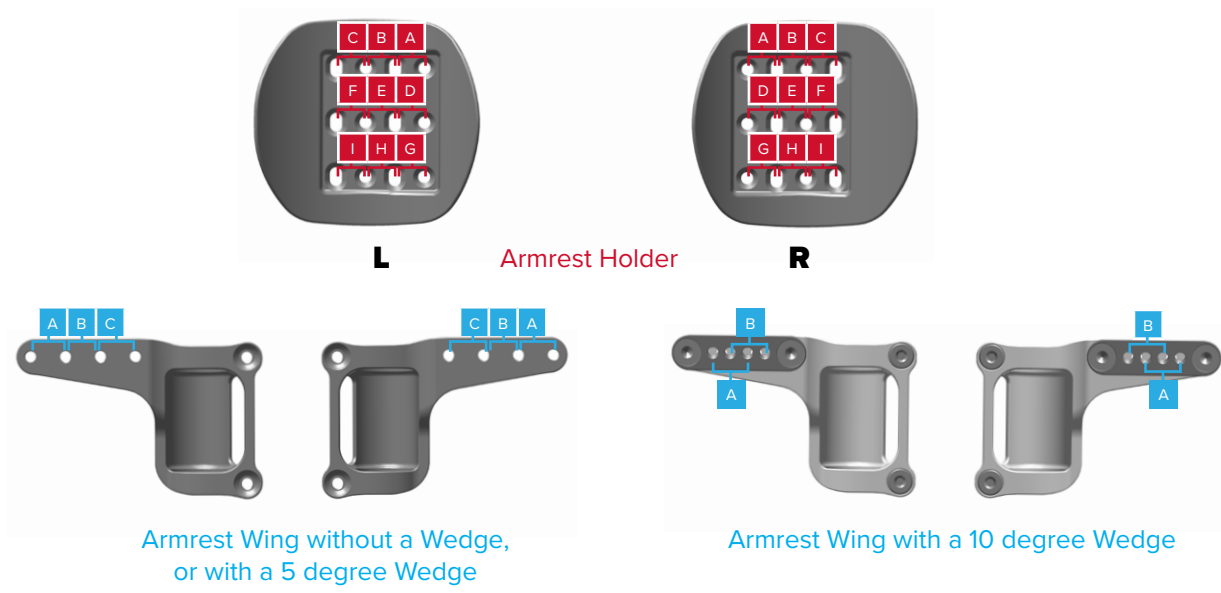 C B A
A B C
F E D
D E F
I H G
G H I
L
Armrest Holder
R
A B C
C B A
B
B
A
A
Armrest Wing without a Wedge,
or with a 5 degree Wedge
Armrest Wing with a 10 degree Wedge